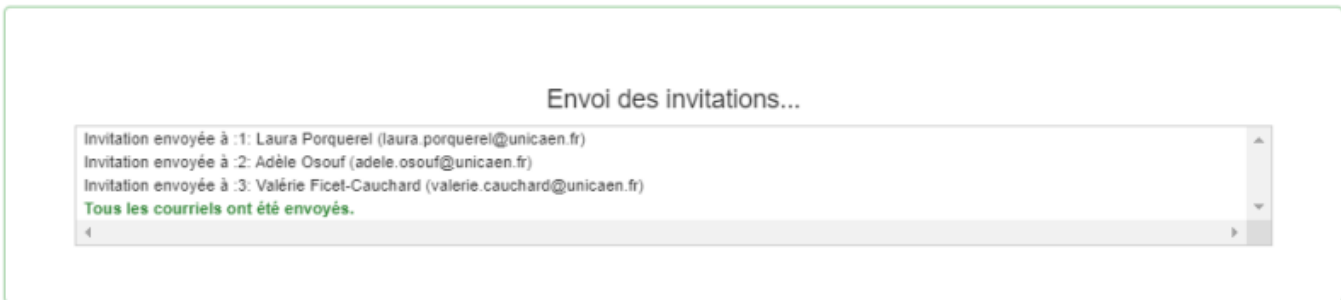 Envoi des invitations...
Invitation envoyée à :1: Laura Porquerel (laura.porquerel@unicaen.fr)
Invitation envoyée à :2: Adèle Osouf (adele.osouf@unicaen.fr)
Invitation envoyée à :3: Valérie Ficet-Cauchard (valerie.cauchard@unicaen.fr)
Tous les courriels ont été envoyés.